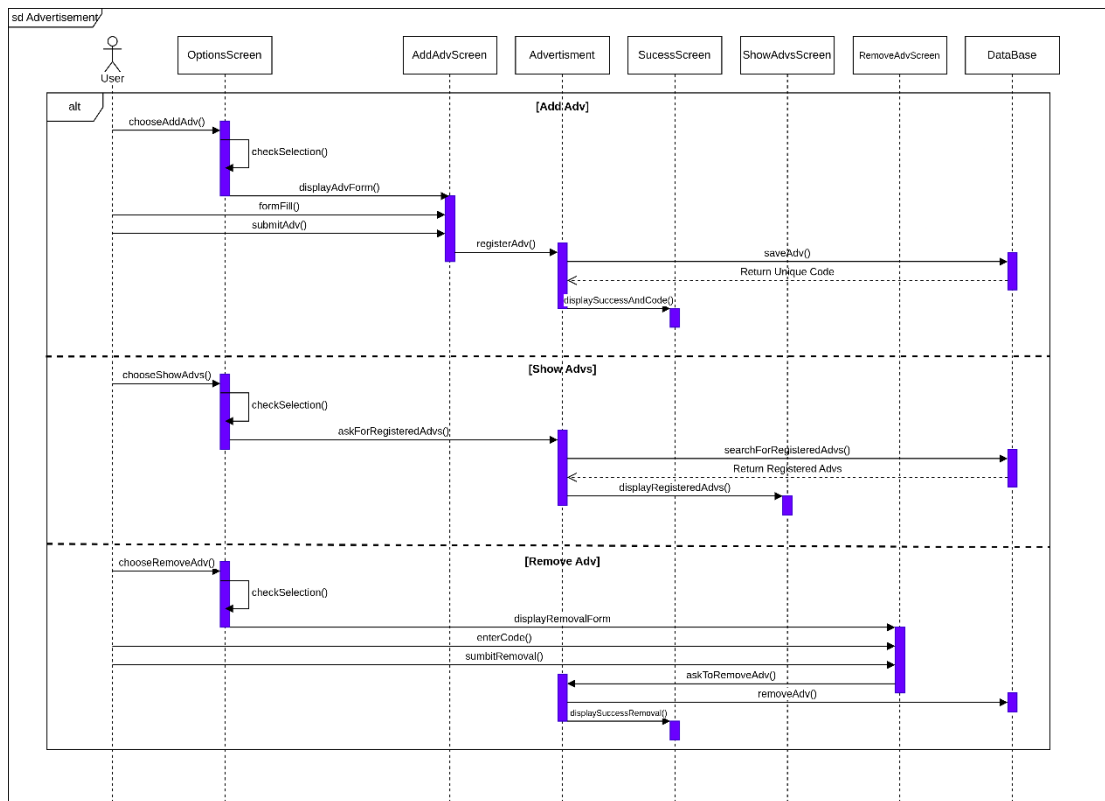 sd Advertisement
User
OptionsScreen
AddAdvScreen
Advertisment
SucessScreen
ShowAdvsScreen
RemoveAdvScreen
DataBase
alt
[Add Adv]
chooseAddAdv()
checkSelection()
displayAdvForm()
formFill()
submitAdv()
registerAdv()
saveAdv()
Return Unique Code
displaySuccessAndCode()
[Show Advs]
chooseShowAdvs()
checkSelection()
askForRegisteredAdvs()
searchForRegisteredAdvs()
Return Registered Advs
displayRegisteredAdvs()
[Remove Adv]
chooseRemoveAdv()
checkSelection()
displayRemovalForm
enterCode()
sumbitRemoval()
askToRemoveAdv()
removeAdv()
displaySuccessRemoval()